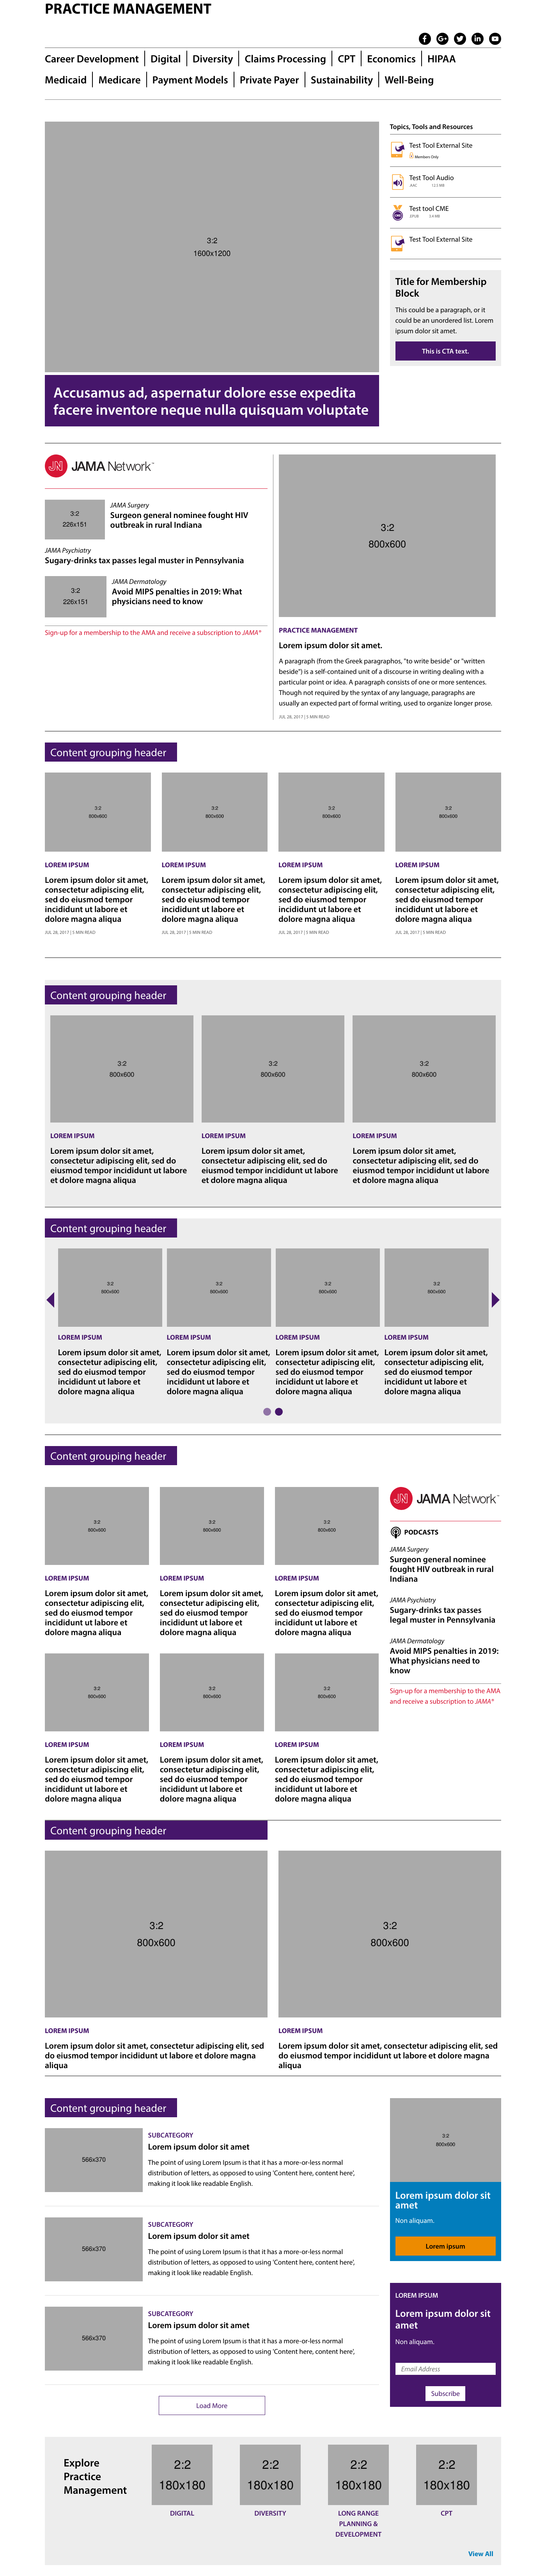 PRACTICE MANAGEMENT
Career Development | Digital | Diversity | Claims Processing | CPT | Economics | HIPAA
Medicaid | Medicare | Payment Models | Private Payer | Sustainability | Well-Being
3:2
1600x1200
Accusamus ad, aspernatur dolore esse expedita
facere inventore neque nulla quisquam voluptate
Topics, Tools and Resources
Test Tool External Site
Members Only
Test Tool Audio
AAC 13.5 MB
Test tool CME
EPUB 3.4 MB
Test Tool External Site
Title for Membership
Block
This could be a paragraph, or it
could be an unordered list. Lorem
ipsum dolor sit amet.
This is CTA text.
JN JAMA Network™
3:2
226x151
JAMA Surgery
Surgeon general nominee fought HIV
outbreak in rural Indiana
JAMA Psychiatry
Sugary-drinks tax passes legal muster in Pennsylvania
3:2
226x151
JAMA Dermatology
Avoid MIPS penalties in 2019: What
physicians need to know
Sign-up for a membership to the AMA and receive a subscription to JAMA®
3:2
800x600
PRACTICE MANAGEMENT
Lorem ipsum dolor sit amet.
A paragraph (from the Greek paragraphos, "to write beside" or "written
beside") is a self-contained unit of a discourse in writing dealing with a
particular point or idea. A paragraph consists of one or more sentences.
Though not required by the syntax of any language, paragraphs are
usually an expected part of formal writing, used to organize longer prose.
JUL 28, 2017 | 5 MIN READ
Content grouping header
3:2
800x600
LOREM IPSUM
Lorem ipsum dolor sit amet,
consectetur adipiscing elit,
sed do eiusmod tempor
incididunt ut labore et
dolore magna aliqua
JUL 28, 2017 | 5 MIN READ
3:2
800x600
LOREM IPSUM
Lorem ipsum dolor sit amet,
consectetur adipiscing elit,
sed do eiusmod tempor
incididunt ut labore et
dolore magna aliqua
JUL 28, 2017 | 5 MIN READ
3:2
800x600
LOREM IPSUM
Lorem ipsum dolor sit amet,
consectetur adipiscing elit,
sed do eiusmod tempor
incididunt ut labore et
dolore magna aliqua
JUL 28, 2017 | 5 MIN READ
3:2
800x600
LOREM IPSUM
Lorem ipsum dolor sit amet,
consectetur adipiscing elit,
sed do eiusmod tempor
incididunt ut labore et
dolore magna aliqua
JUL 28, 2017 | 5 MIN READ
Content grouping header
3:2
800x600
LOREM IPSUM
Lorem ipsum dolor sit amet,
consectetur adipiscing elit, sed do
eiusmod tempor incididunt ut labore
et dolore magna aliqua
3:2
800x600
LOREM IPSUM
Lorem ipsum dolor sit amet,
consectetur adipiscing elit, sed do
eiusmod tempor incididunt ut labore
et dolore magna aliqua
3:2
800x600
LOREM IPSUM
Lorem ipsum dolor sit amet,
consectetur adipiscing elit, sed do
eiusmod tempor incididunt ut labore
et dolore magna aliqua
Content grouping header
3:2
800x600
LOREM IPSUM
Lorem ipsum dolor sit amet,
consectetur adipiscing elit,
sed do eiusmod tempor
incididunt ut labore et
dolore magna aliqua
3:2
800x600
LOREM IPSUM
Lorem ipsum dolor sit amet,
consectetur adipiscing elit,
sed do eiusmod tempor
incididunt ut labore et
dolore magna aliqua
3:2
800x600
LOREM IPSUM
Lorem ipsum dolor sit amet,
consectetur adipiscing elit,
sed do eiusmod tempor
incididunt ut labore et
dolore magna aliqua
3:2
800x600
LOREM IPSUM
Lorem ipsum dolor sit amet,
consectetur adipiscing elit,
sed do eiusmod tempor
incididunt ut labore et
dolore magna aliqua
Content grouping header
3:2
800x600
LOREM IPSUM
Lorem ipsum dolor sit amet,
consectetur adipiscing elit,
sed do eiusmod tempor
incididunt ut labore et
dolore magna aliqua
3:2
800x600
LOREM IPSUM
Lorem ipsum dolor sit amet,
consectetur adipiscing elit,
sed do eiusmod tempor
incididunt ut labore et
dolore magna aliqua
3:2
800x600
LOREM IPSUM
Lorem ipsum dolor sit amet,
consectetur adipiscing elit,
sed do eiusmod tempor
incididunt ut labore et
dolore magna aliqua
3:2
800x600
LOREM IPSUM
Lorem ipsum dolor sit amet,
consectetur adipiscing elit,
sed do eiusmod tempor
incididunt ut labore et
dolore magna aliqua
3:2
800x600
LOREM IPSUM
Lorem ipsum dolor sit amet,
consectetur adipiscing elit,
sed do eiusmod tempor
incididunt ut labore et
dolore magna aliqua
3:2
800x600
LOREM IPSUM
Lorem ipsum dolor sit amet,
consectetur adipiscing elit,
sed do eiusmod tempor
incididunt ut labore et
dolore magna aliqua
JN JAMA Network™
PODCASTS
JAMA Surgery
Surgeon general nominee
fought HIV outbreak in rural
Indiana
JAMA Psychiatry
Sugary-drinks tax passes
legal muster in Pennsylvania
JAMA Dermatology
Avoid MIPS penalties in 2019:
What physicians need to
know
Sign-up for a membership to the AMA
and receive a subscription to JAMA®
Content grouping header
3:2
800x600
LOREM IPSUM
Lorem ipsum dolor sit amet, consectetur adipiscing elit, sed
do eiusmod tempor incididunt ut labore et dolore magna
aliqua
3:2
800x600
LOREM IPSUM
Lorem ipsum dolor sit amet, consectetur adipiscing elit, sed
do eiusmod tempor incididunt ut labore et dolore magna
aliqua
Content grouping header
566x370
SUBCATEGORY
Lorem ipsum dolor sit amet
The point of using Lorem Ipsum is that it has a more-or-less normal
distribution of letters, as opposed to using 'Content here, content here',
making it look like readable English.
566x370
SUBCATEGORY
Lorem ipsum dolor sit amet
The point of using Lorem Ipsum is that it has a more-or-less normal
distribution of letters, as opposed to using 'Content here, content here',
making it look like readable English.
566x370
SUBCATEGORY
Lorem ipsum dolor sit amet
The point of using Lorem Ipsum is that it has a more-or-less normal
distribution of letters, as opposed to using 'Content here, content here',
making it look like readable English.
Load More
3:2
800x600
Lorem ipsum dolor sit
amet
Non aliquam.
Lorem ipsum
LOREM IPSUM
Lorem ipsum dolor sit
amet
Non aliquam.
Email Address
Subscribe
Explore
Practice
Management
2:2
180x180
DIGITAL
2:2
180x180
DIVERSITY
2:2
180x180
LONG RANGE
PLANNING &
DEVELOPMENT
2:2
180x180
CPT
View All